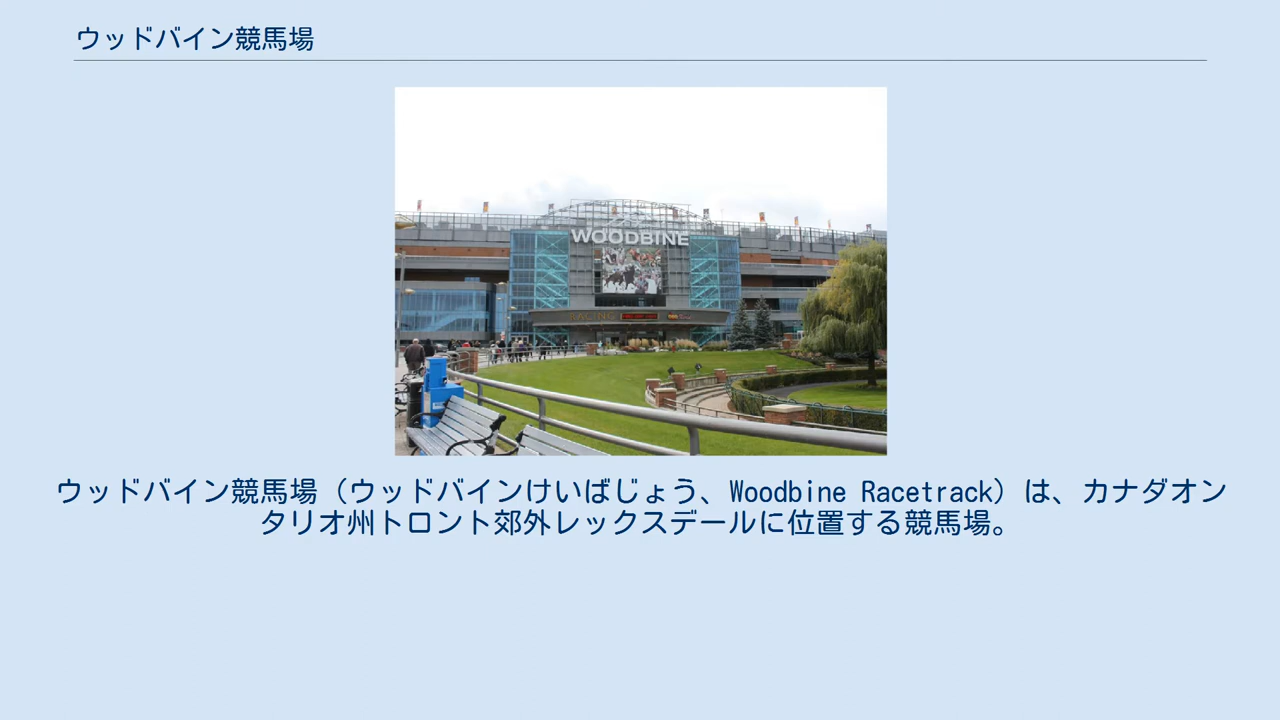 ウッドバイン競馬場
WOODBINE
RACING
ウッドバイン競馬場（ウッドバインけいばじょう、Woodbine Racetrack）は、カナダオン
タリオ州トロント郊外レックスデールに位置する競馬場。